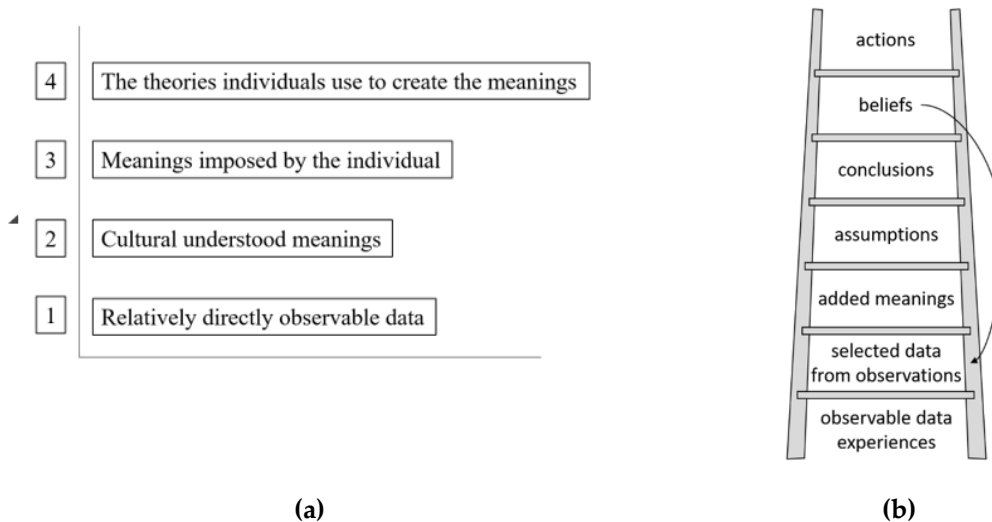 4
The theories individuals use to create the meanings
3
Meanings imposed by the individual
2
Cultural understood meanings
1
Relatively directly observable data
(a)
actions
beliefs
conclusions
assumptions
added meanings
selected data
from observations
observable data
experiences
(b)